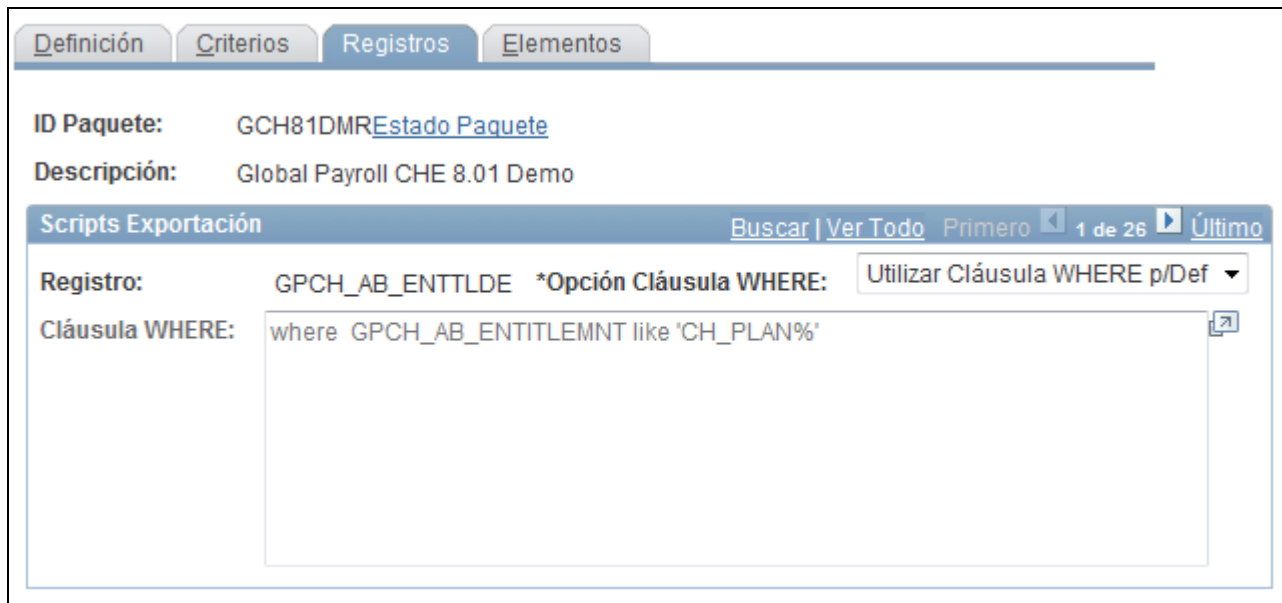 Definición Criterios Registros Elementos
ID Paquete: GCH81DMREstado Paquete
Descripción: Global Payroll CHE 8.01 Demo
Scripts Exportación Buscar | Ver Todo Primero 1 de 26 Último
Registro: GPCH_AB_ENTTLDE *Opción Cláusula WHERE: Utilizar Cláusula WHERE p/Def
Cláusula WHERE: where GPCH_AB_ENTITLEMNT like 'CH_PLAN%'